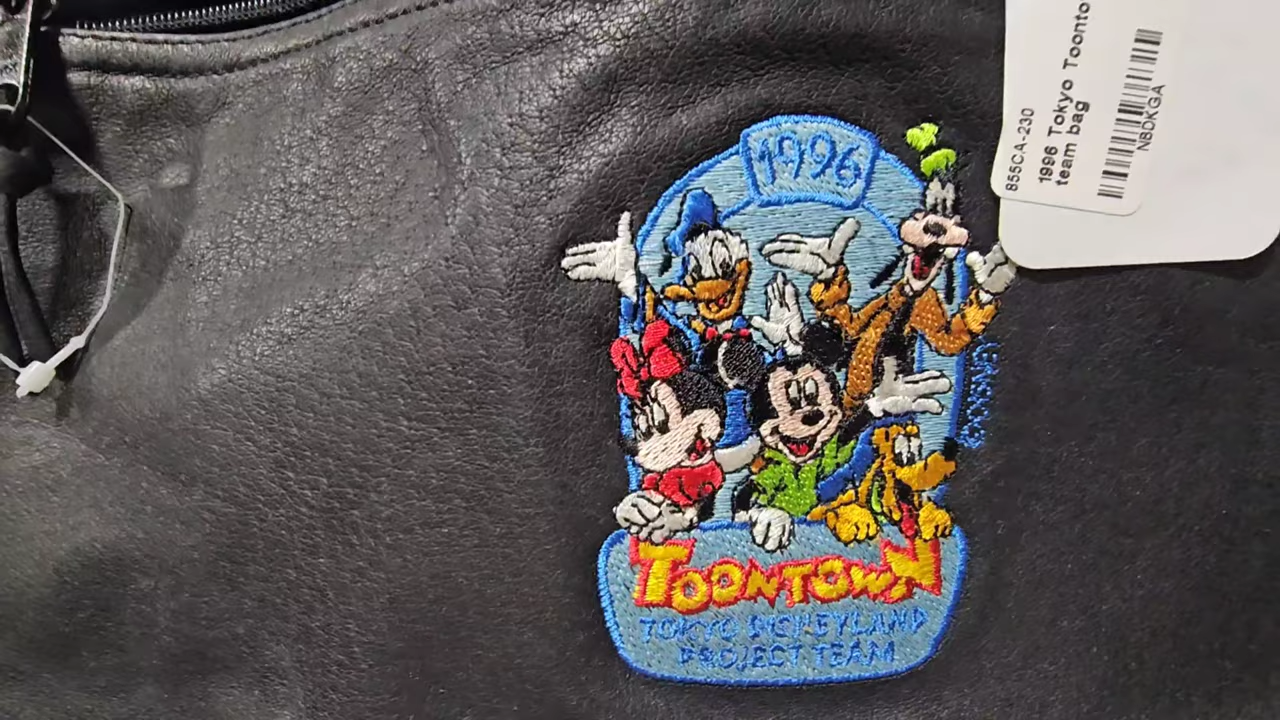 1996
TOONTOWN
TOKYO DISNEYLAND
PROJECT TEAM
855CA-230
1996 Tokyo Toonto
team bag
NBDKGA